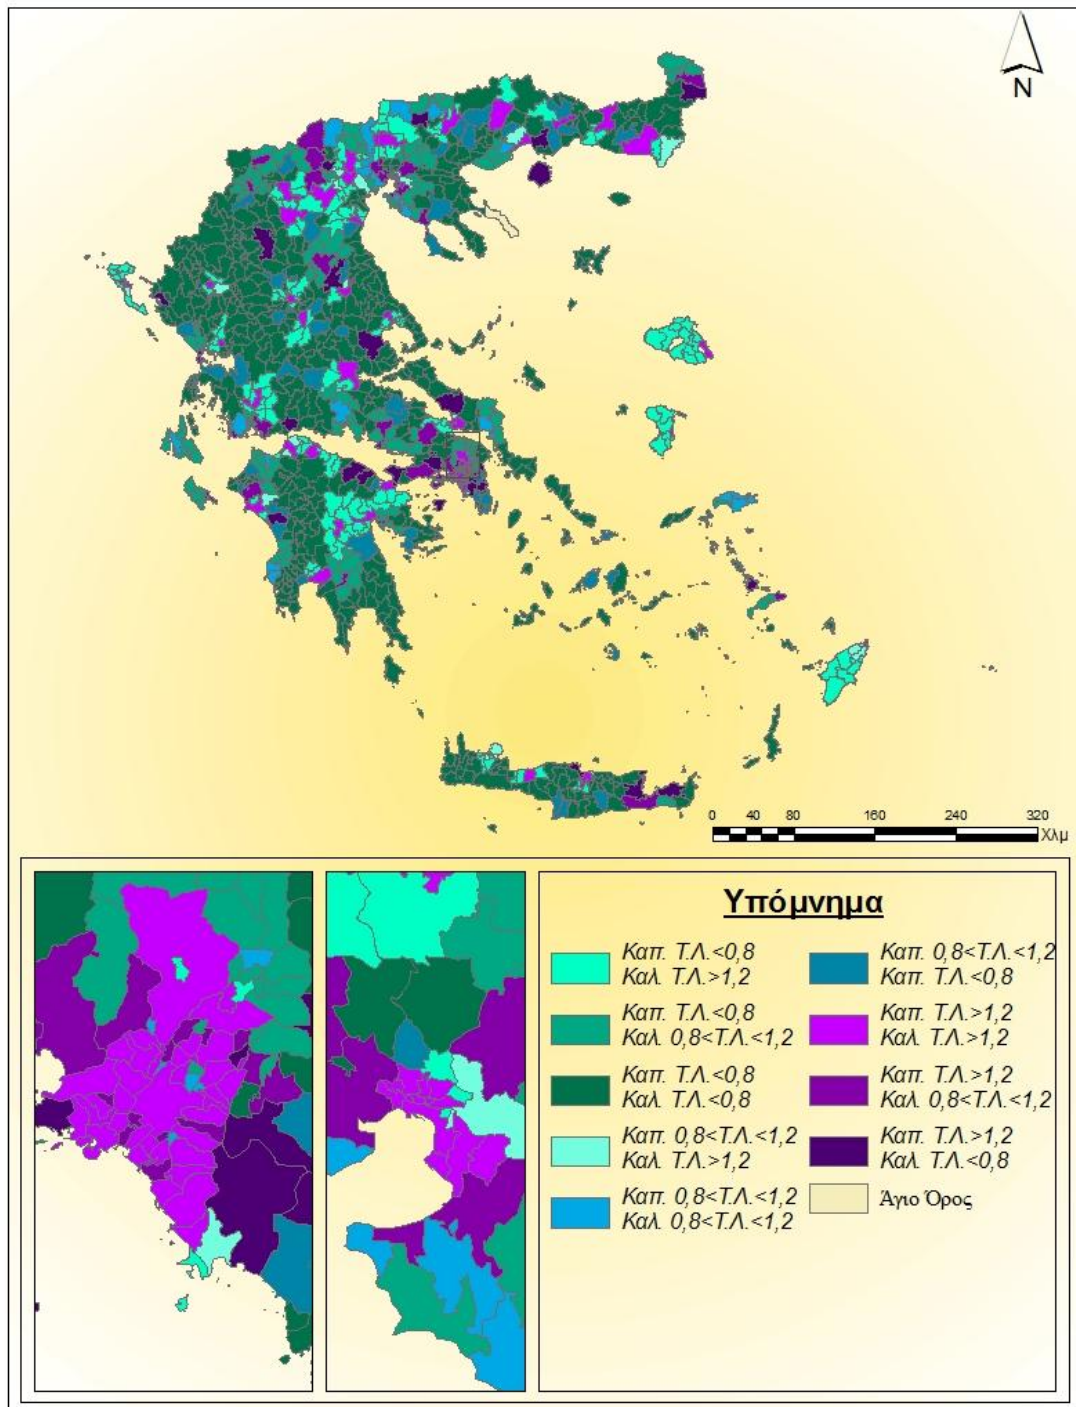 N
0 40 80 160 240 320
Χλμ
Υπόμνημα
Καπ. Τ.Λ.<0,8
Καλ Τ.Λ.>1,2
Καπ. Τ.Λ.<0,8
Καλ. 0,8<Τ.Λ.<1,2
Καπ. Τ.Λ.<0,8
Καλ. Τ.Λ.<0,8
Καπ. 0,8<Τ.Λ.<1,2
Καλ. Τ.Λ.>1,2
Καπ. 0,8<Τ.Λ.<1,2
Καλ. 0,8<Τ.Λ.<1,2
Καπ. 0,8<Τ.Λ.<1,2
Καπ. Τ.Λ.<0,8
Καπ. Τ.Λ.>1,2
Καλ. Τ.Λ.>1,2
Καπ. Τ.Λ.>1,2
Καλ. 0,8<Τ.Λ.<1,2
Καπ. Τ.Λ.>1,2
Καλ. Τ.Λ.<0,8
Άγιο Όρος